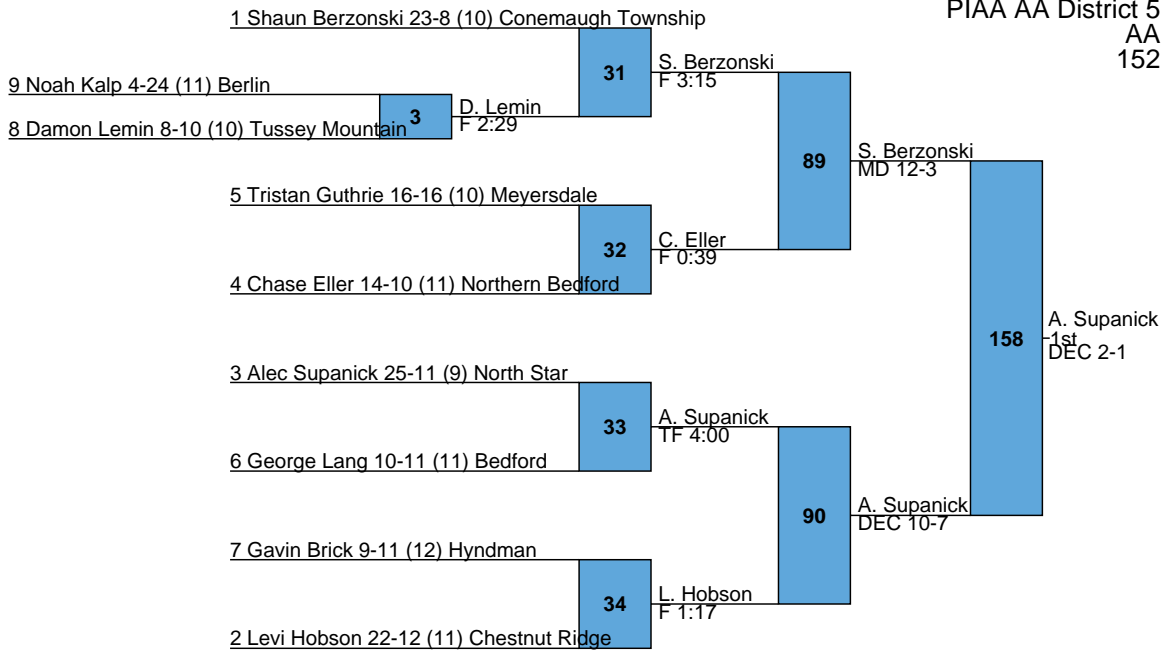 PIAA AA District 5
AA
152
1 Shaun Berzonski 23-8 (10) Conemaugh Township
31
S. Berzonski
F 3:15
9 Noah Kalp 4-24 (11) Berlin
3
D. Lemin
F 2:29
8 Damon Lemin 8-10 (10) Tussey Mountain
89
S. Berzonski
MD 12-3
5 Tristan Guthrie 16-16 (10) Meyersdale
32
C. Eller
F 0:39
4 Chase Eller 14-10 (11) Northern Bedford
158
A. Supanick
1st
DEC 2-1
3 Alec Supanick 25-11 (9) North Star
33
A. Supanick
TF 4:00
6 George Lang 10-11 (11) Bedford
90
A. Supanick
DEC 10-7
7 Gavin Brick 9-11 (12) Hyndman
34
L. Hobson
F 1:17
2 Levi Hobson 22-12 (11) Chestnut Ridge